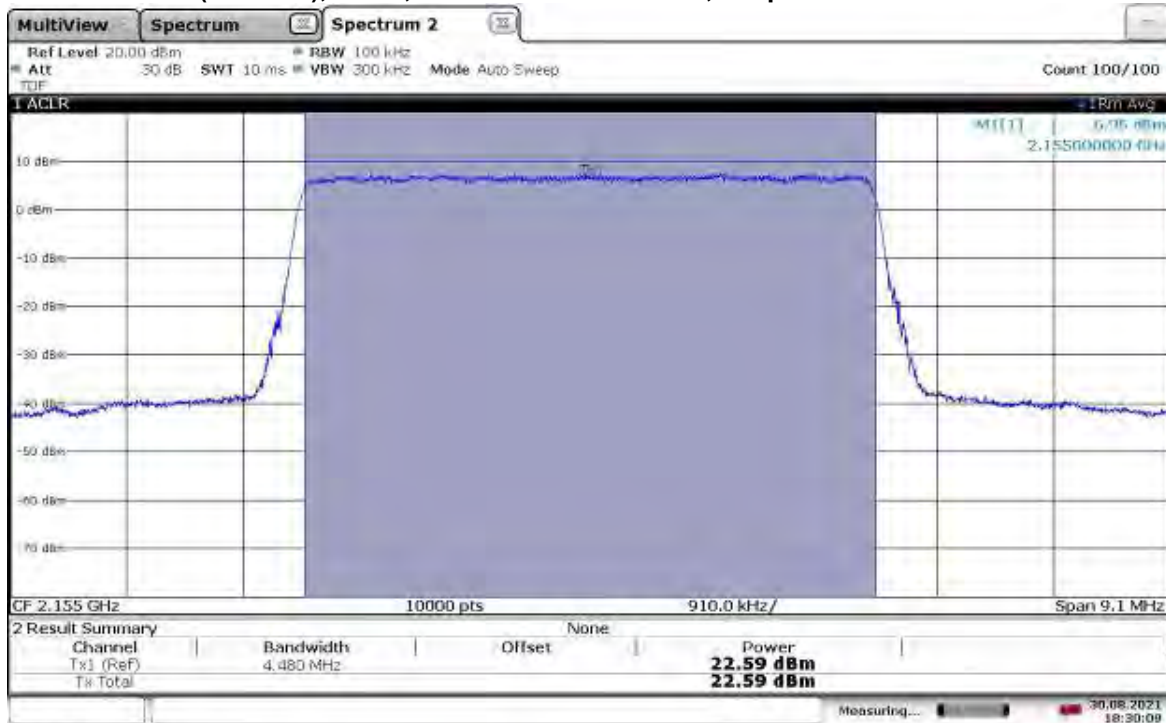 MultiView Spectrum Spectrum 2
Ref Level 20.00 dBm RBW 100 kHz
Att 30 dB SWT 10 ms VBW 300 kHz Mode Auto Sweep Count 100/100
TDF
1 ACLR 1Rm Avg
M1[1]
10 dBm
0 dBm
-10 dBm
-20 dBm
-30 dBm
-40 dBm
-50 dBm
-60 dBm
-70 dBm
CF 2.155 GHz 10000 pts 910.0 kHz/ Span 9.1 MHz
2 Result Summary None
Channel Bandwidth Offset Power
Tx1 (Ref) 4.480 MHz 22.59 dBm
Tx Total 22.59 dBm
Measuring... 30.08.2021
18:30:09